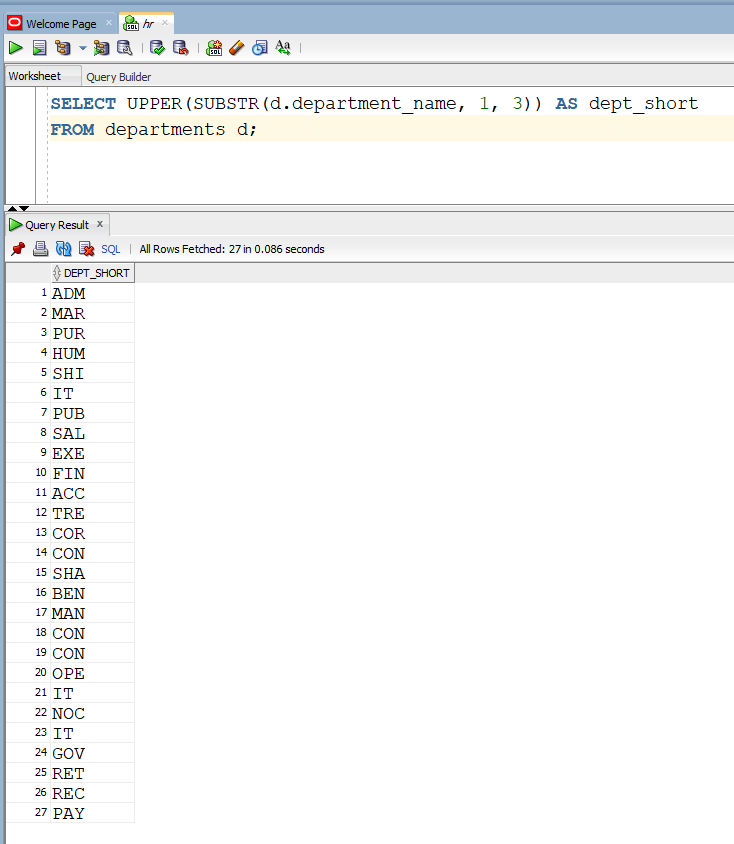 Welcome Page × hr ×
Worksheet Query Builder
SELECT UPPER(SUBSTR(d.department_name, 1, 3)) AS dept_short
FROM departments d;
Query Result ×
SQL | All Rows Fetched: 27 in 0.086 seconds
DEPT_SHORT
1 ADM
2 MAR
3 PUR
4 HUM
5 SHI
6 IT
7 PUB
8 SAL
9 EXE
10 FIN
11 ACC
12 TRE
13 COR
14 CON
15 SHA
16 BEN
17 MAN
18 CON
19 CON
20 OPE
21 IT
22 NOC
23 IT
24 GOV
25 RET
26 REC
27 PAY